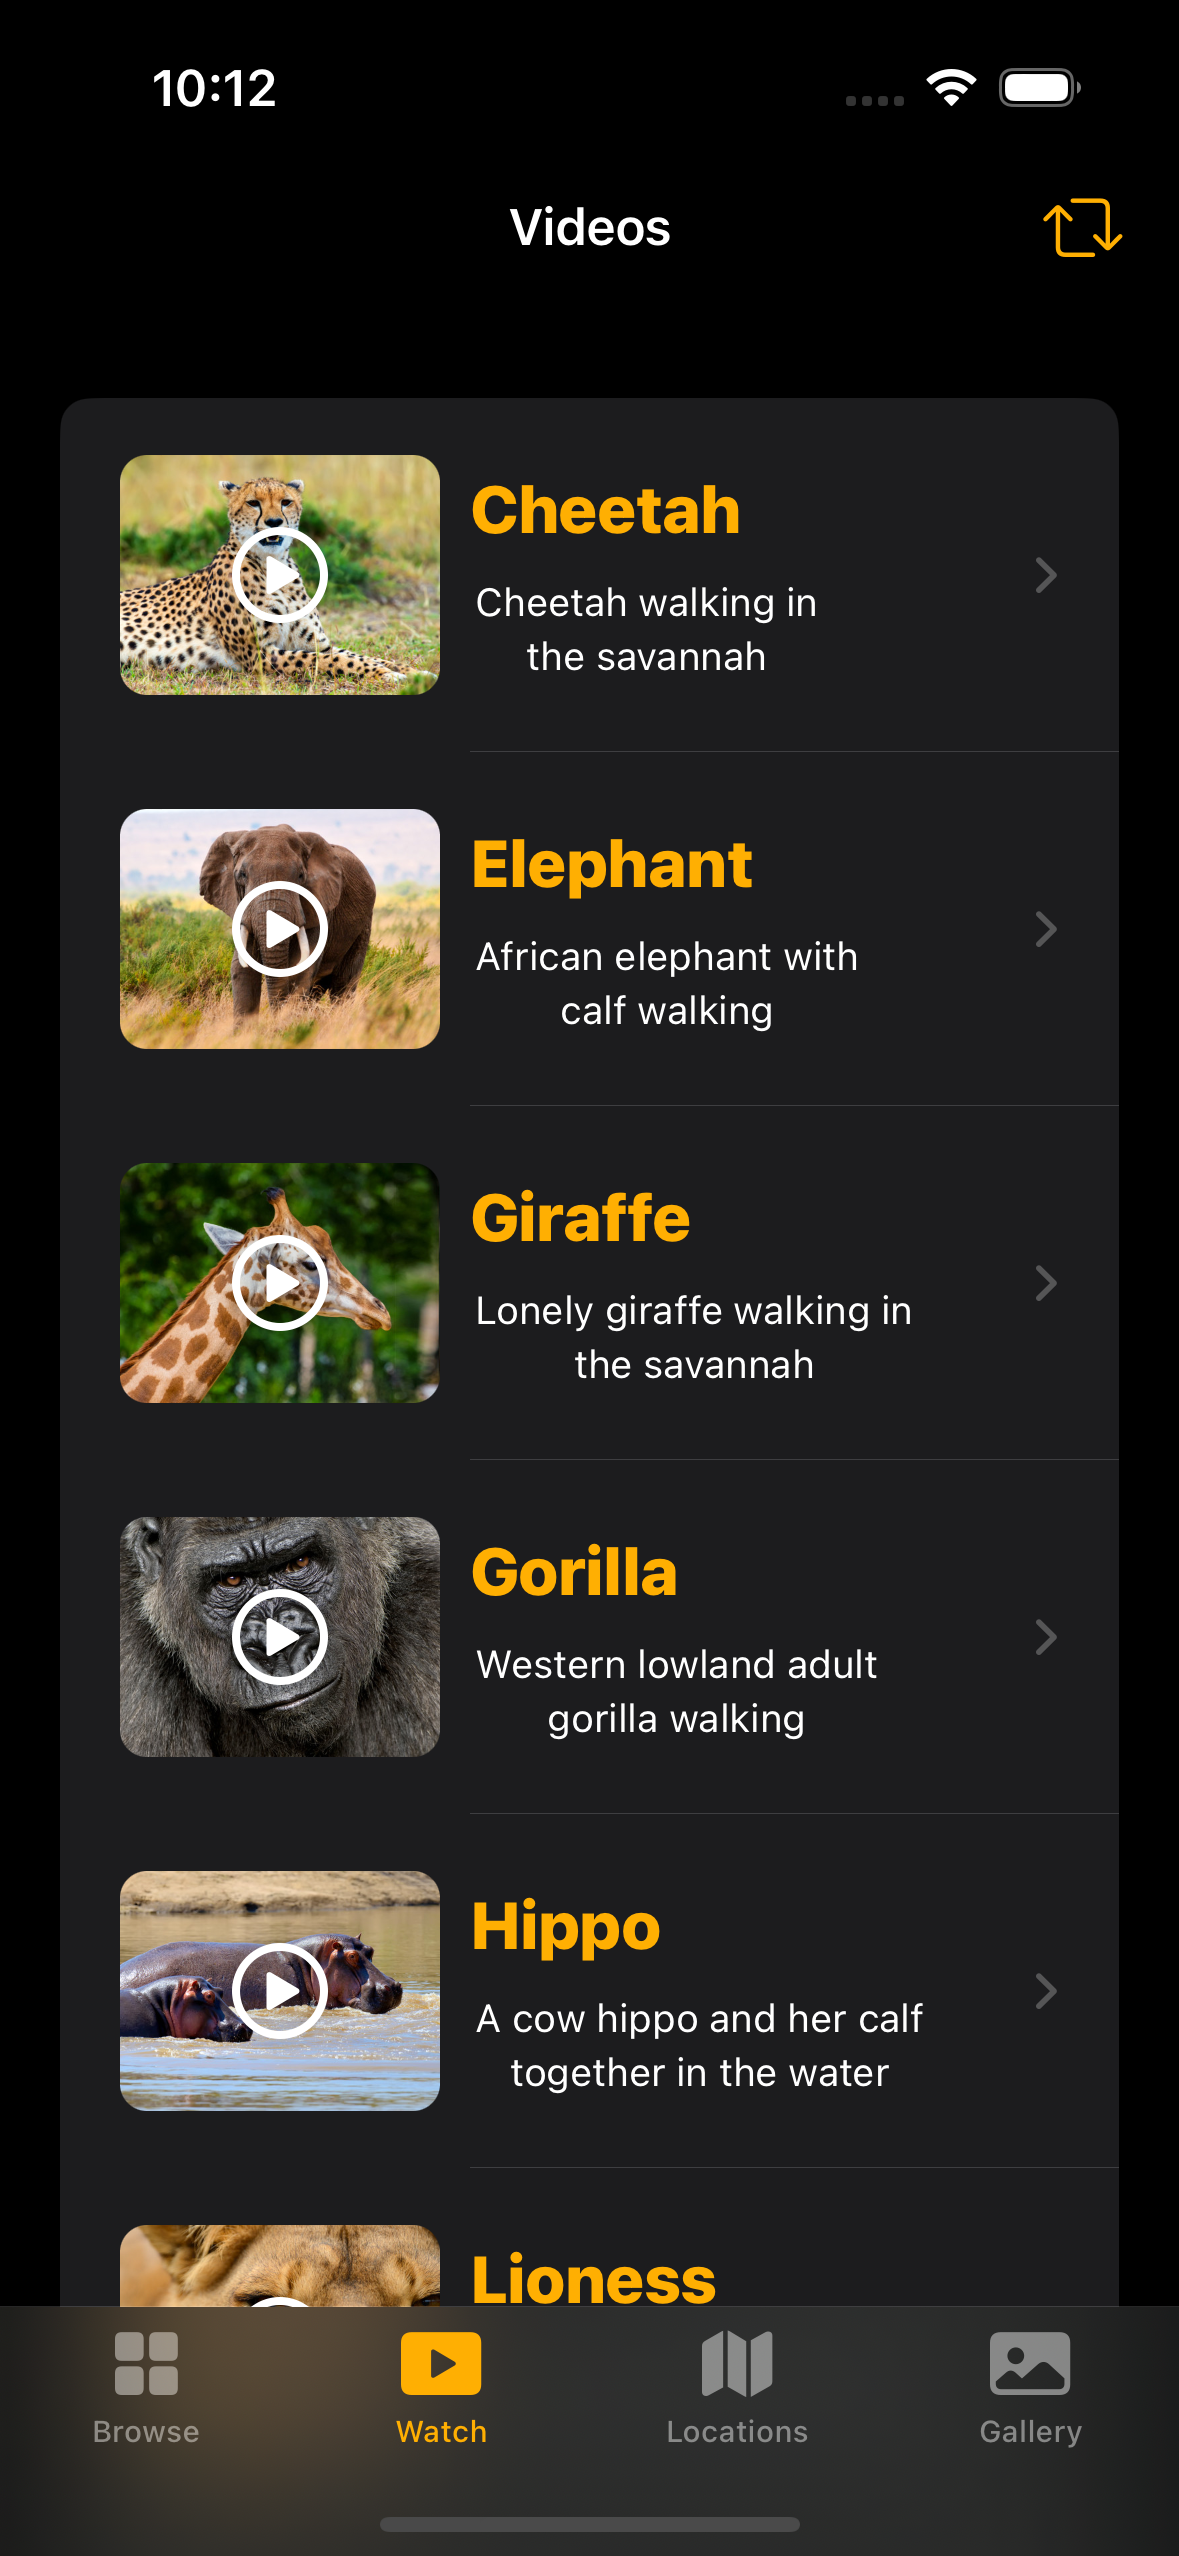 10:12
Videos
Cheetah
Cheetah walking in
the savannah
Elephant
African elephant with
calf walking
Giraffe
Lonely giraffe walking in
the savannah
Gorilla
Western lowland adult
gorilla walking
Hippo
A cow hippo and her calf
together in the water
Lioness
Browse
Watch
Locations
Gallery